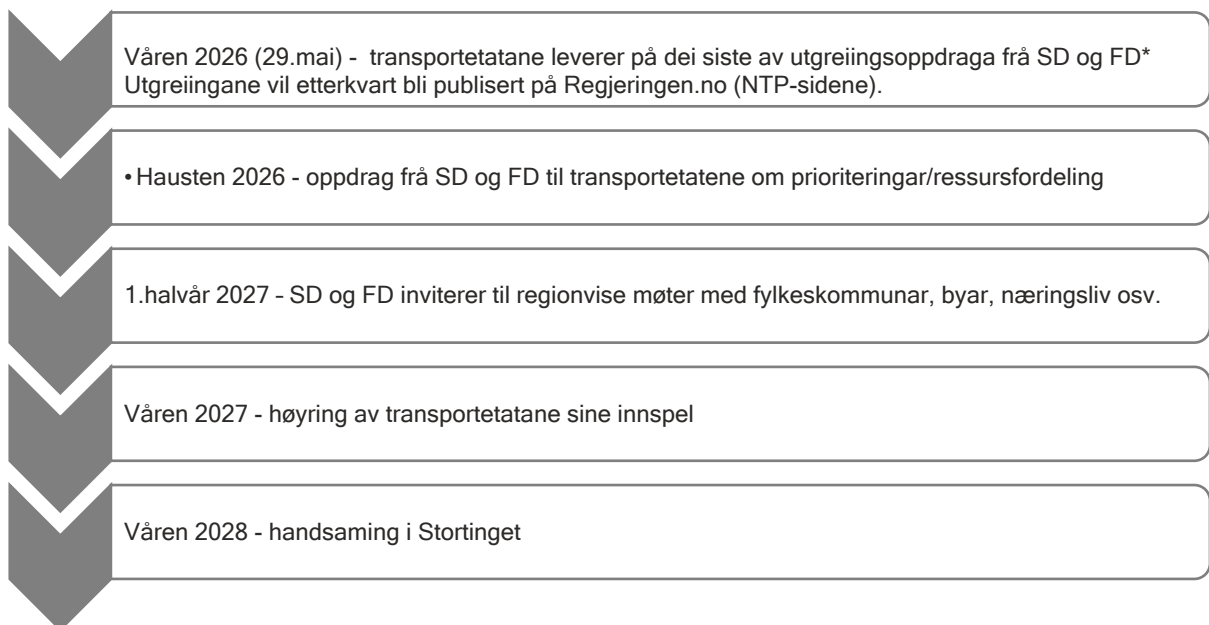 Våren 2026 (29.mai) - transportetatane leverer på dei siste av utgreiingsoppdraga frå SD og FD*
Utgreiingane vil etterkvart bli publisert på Regjeringen.no (NTP-sidene).
• Hausten 2026 - oppdrag frå SD og FD til transportetatene om prioriteringar/ressursfordeling
1.halvår 2027 – SD og FD inviterer til regionvise møter med fylkeskommunar, byar, næringsliv osv.
Våren 2027 - høyring av transportetatane sine innspel
Våren 2028 - handsaming i Stortinget